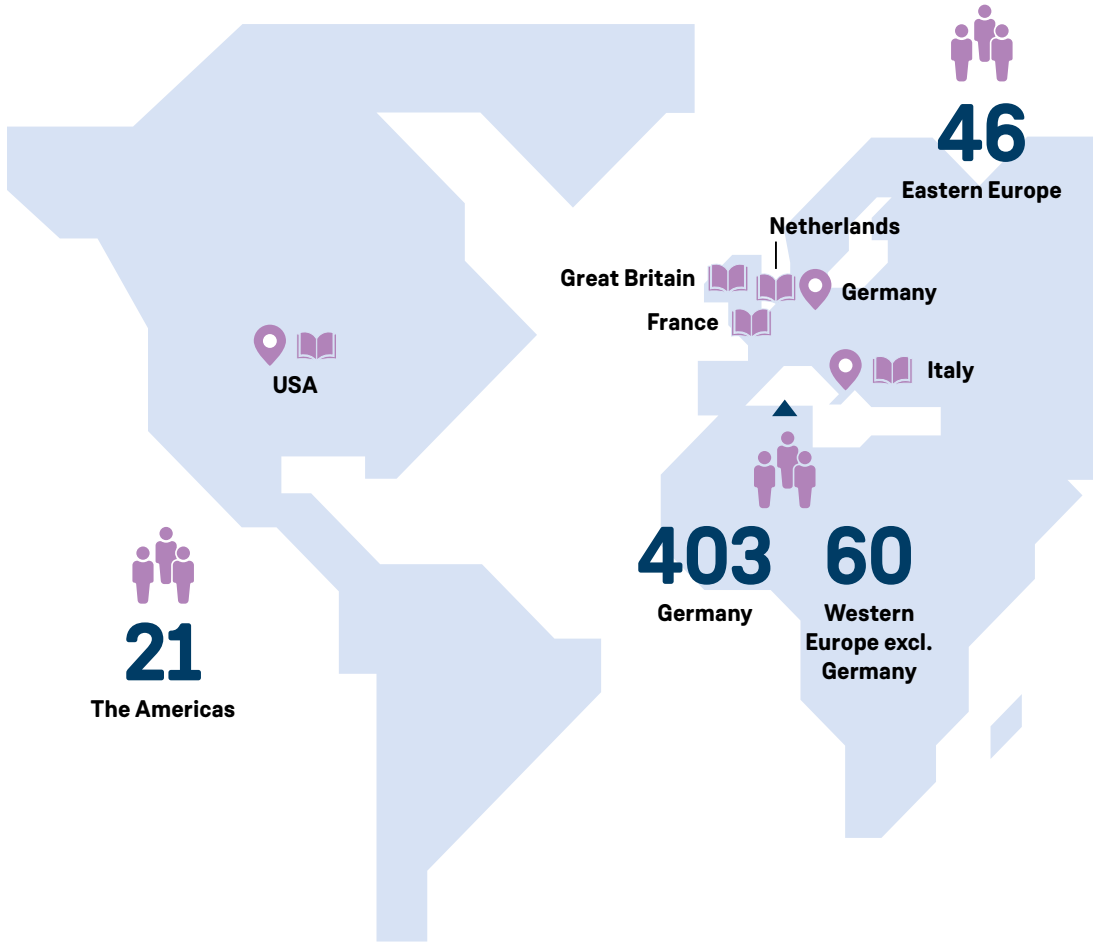 46
Eastern Europe
Netherlands
Great Britain
Germany
France
Italy
USA
403
Germany
60
Western
Europe excl.
Germany
21
The Americas